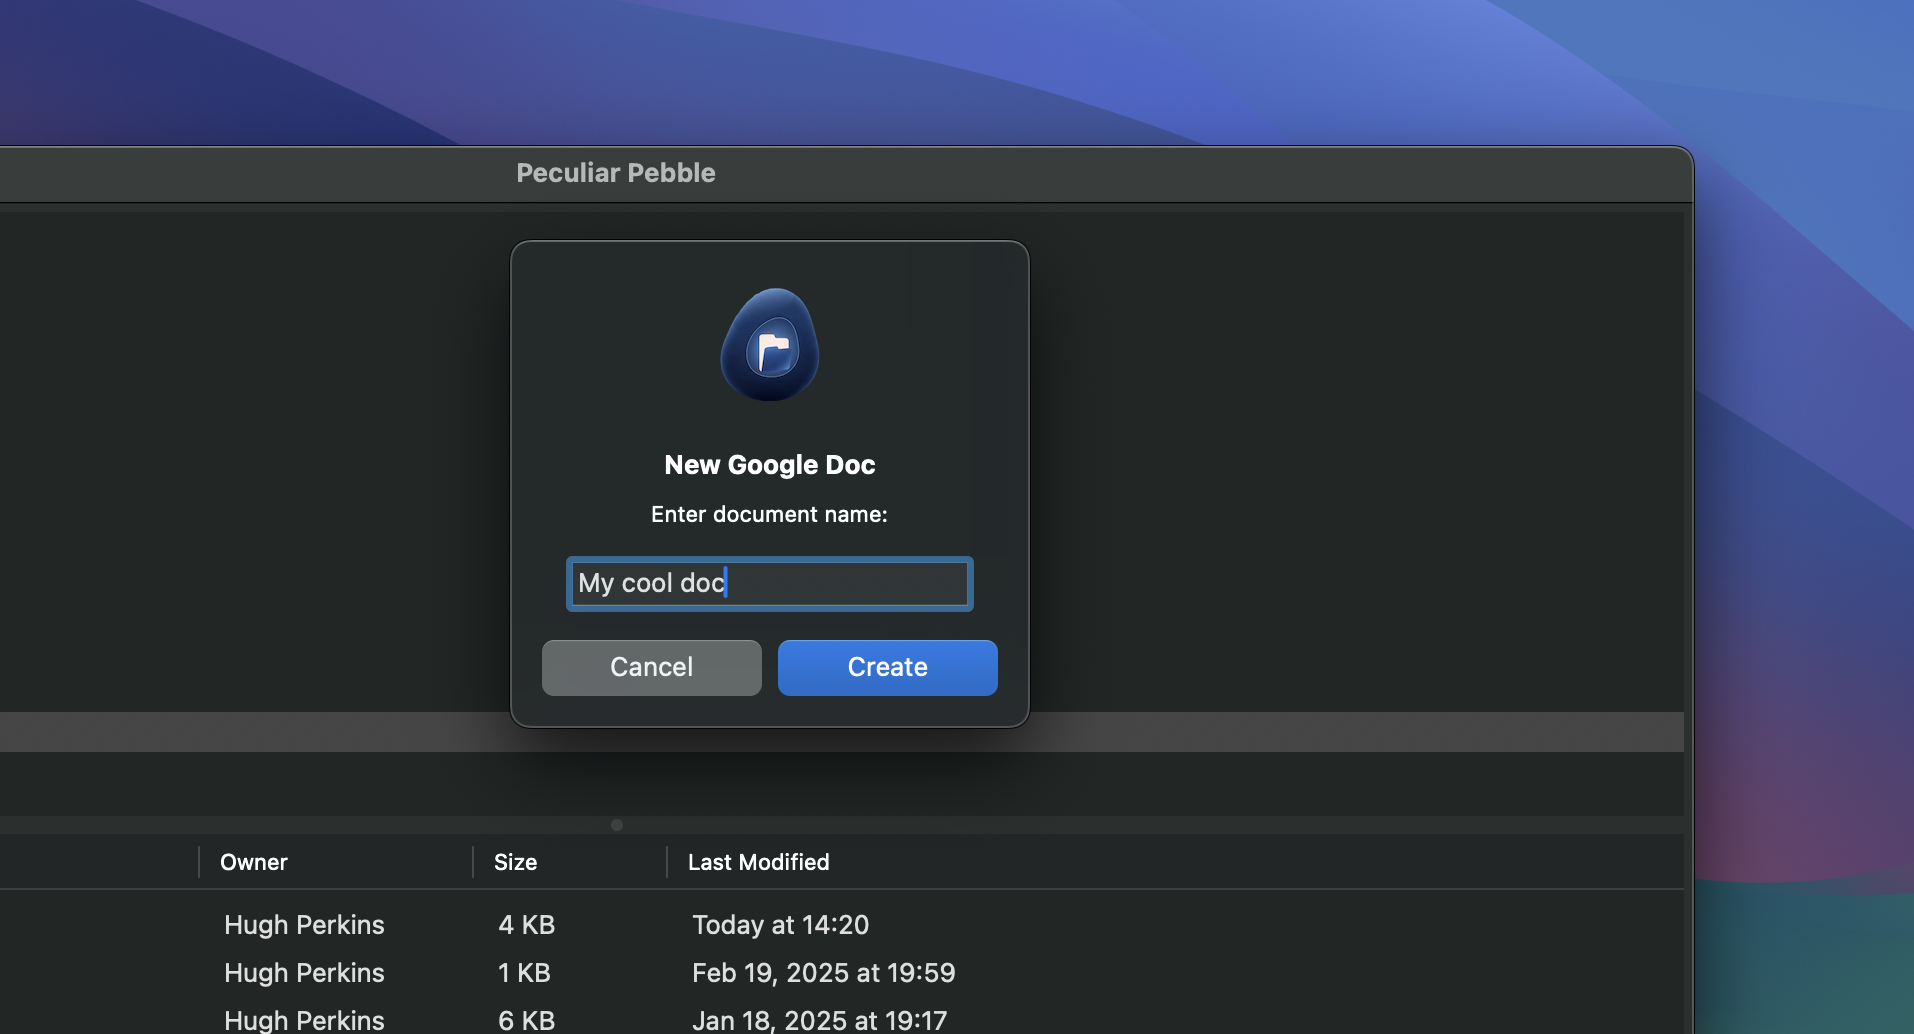 Peculiar Pebble
New Google Doc
Enter document name:
My cool doc
Cancel Create
Owner Size Last Modified
Hugh Perkins 4 KB Today at 14:20
Hugh Perkins 1 KB Feb 19, 2025 at 19:59
Hugh Perkins 6 KB Jan 18, 2025 at 19:17